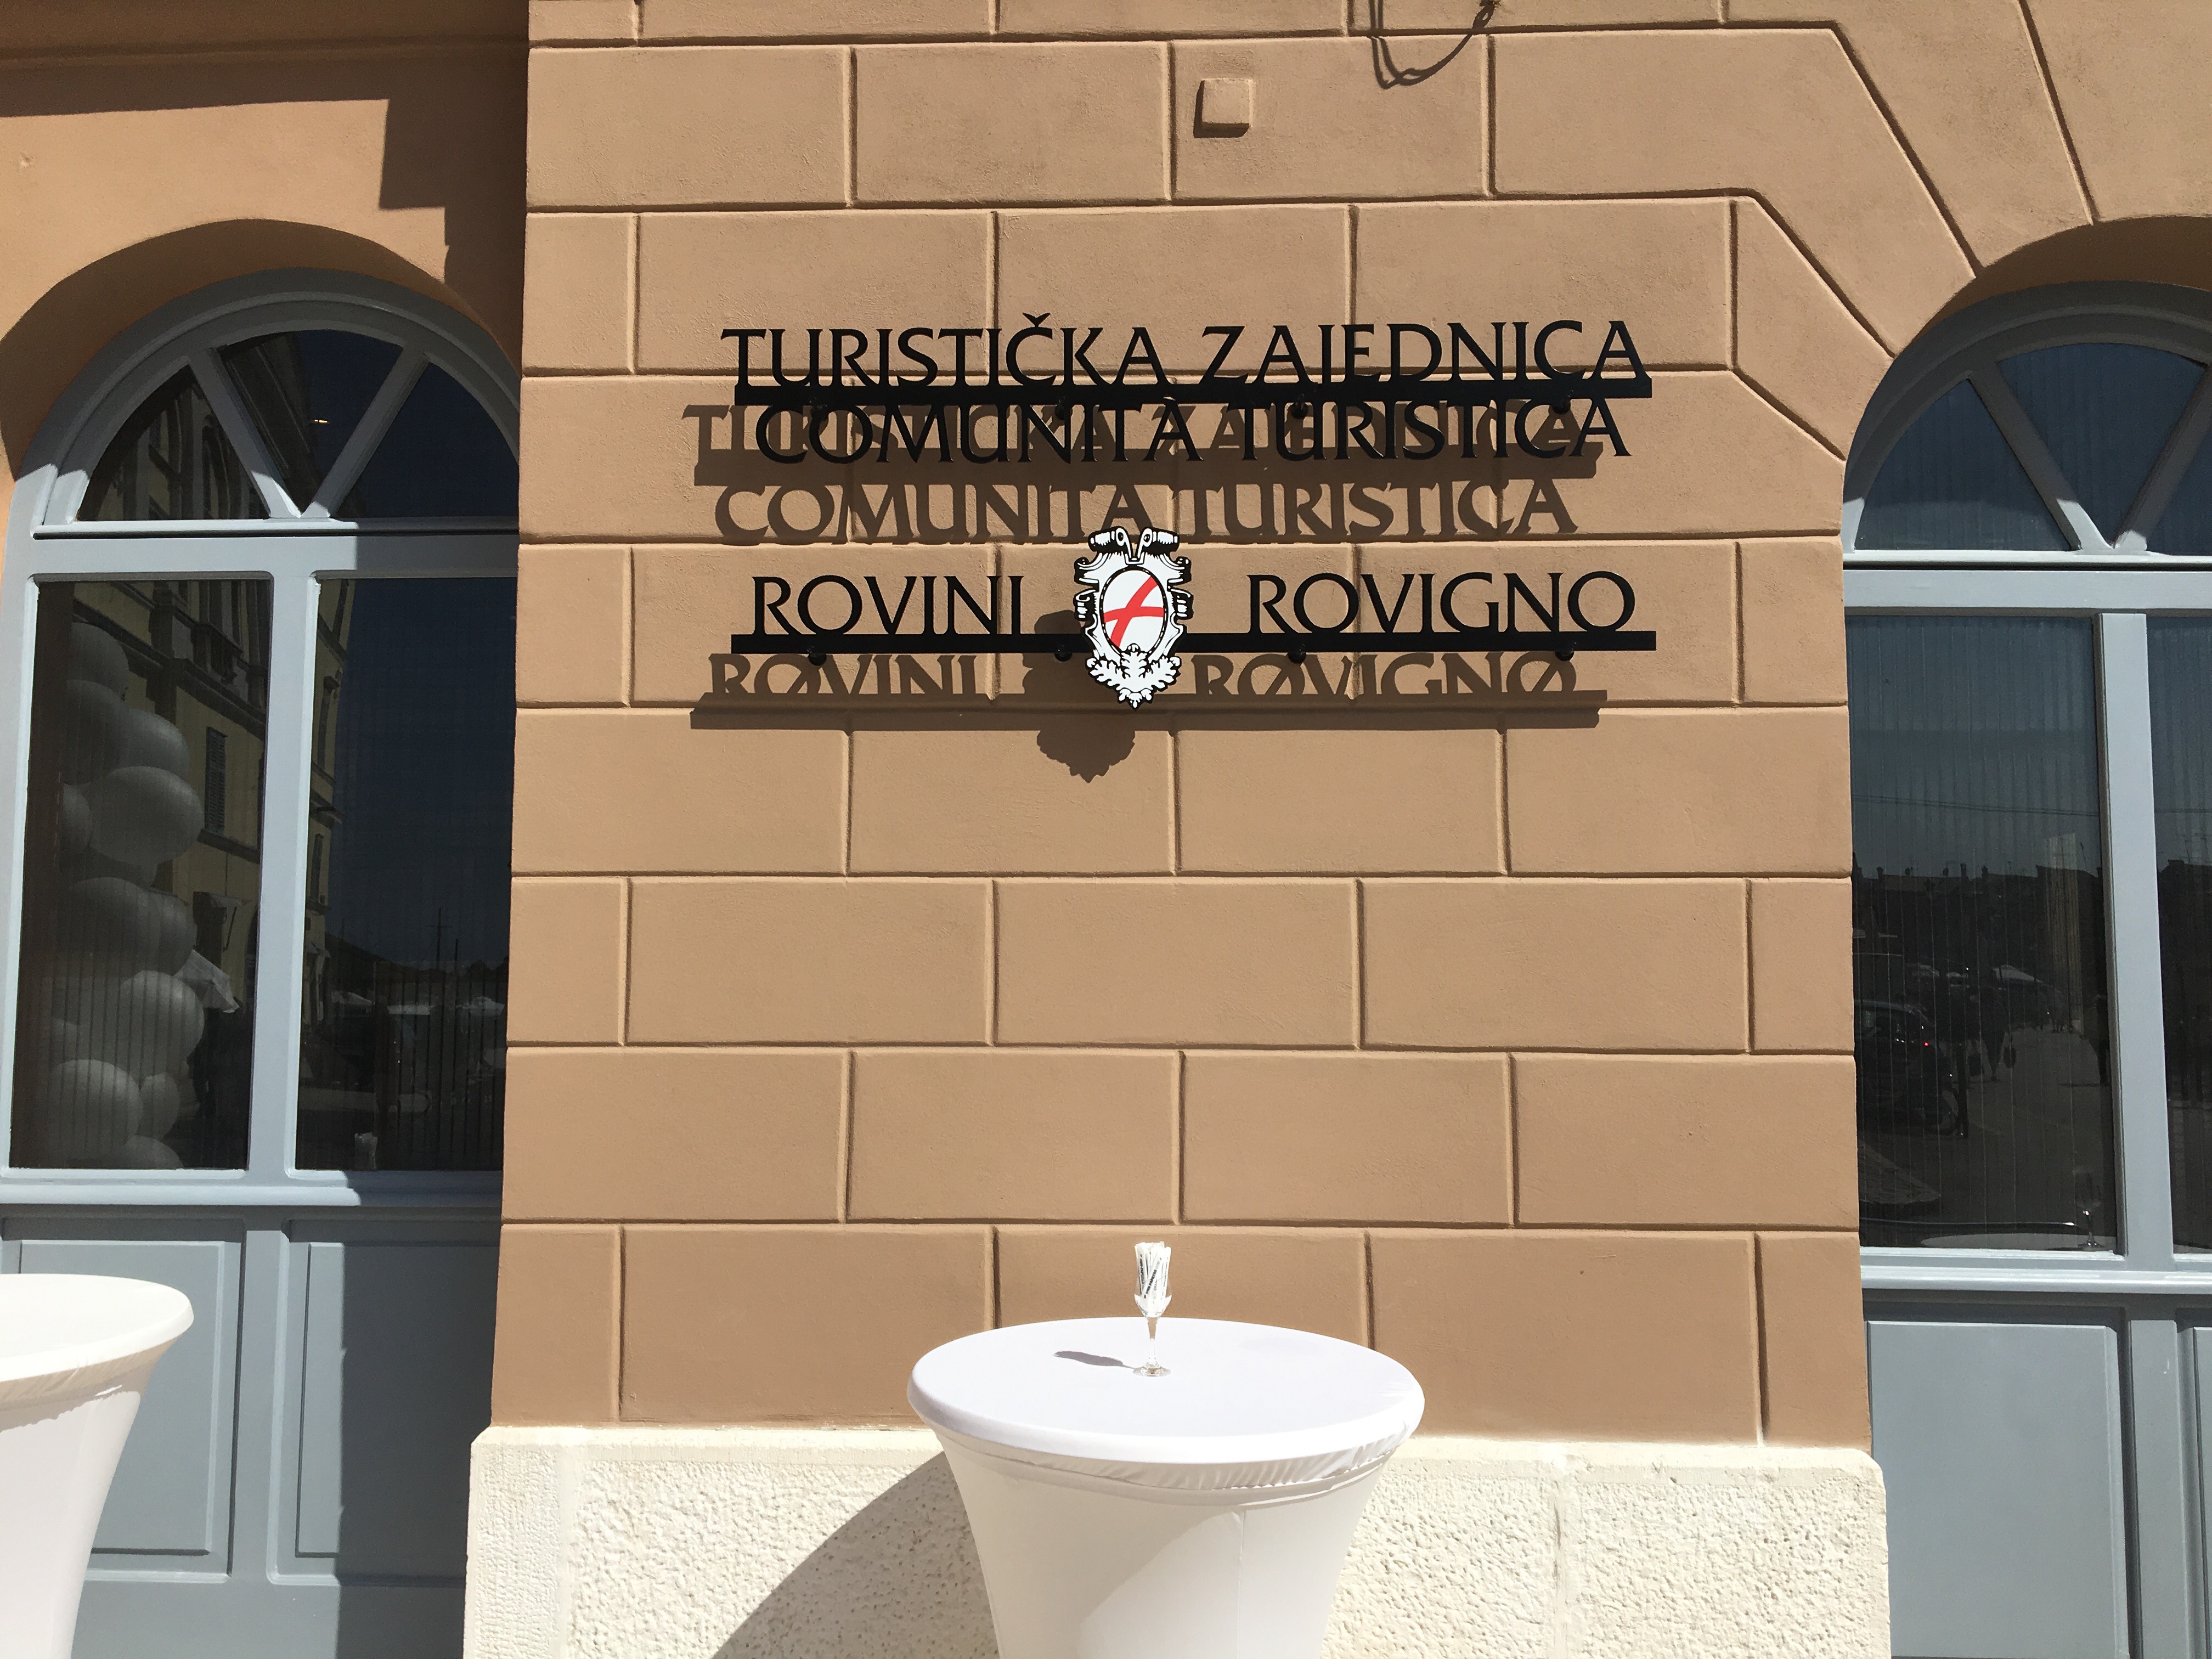 TURISTIČKA ZAJEDNICA
COMUNITÀ TURISTICA
ROVINJ ROVIGNO